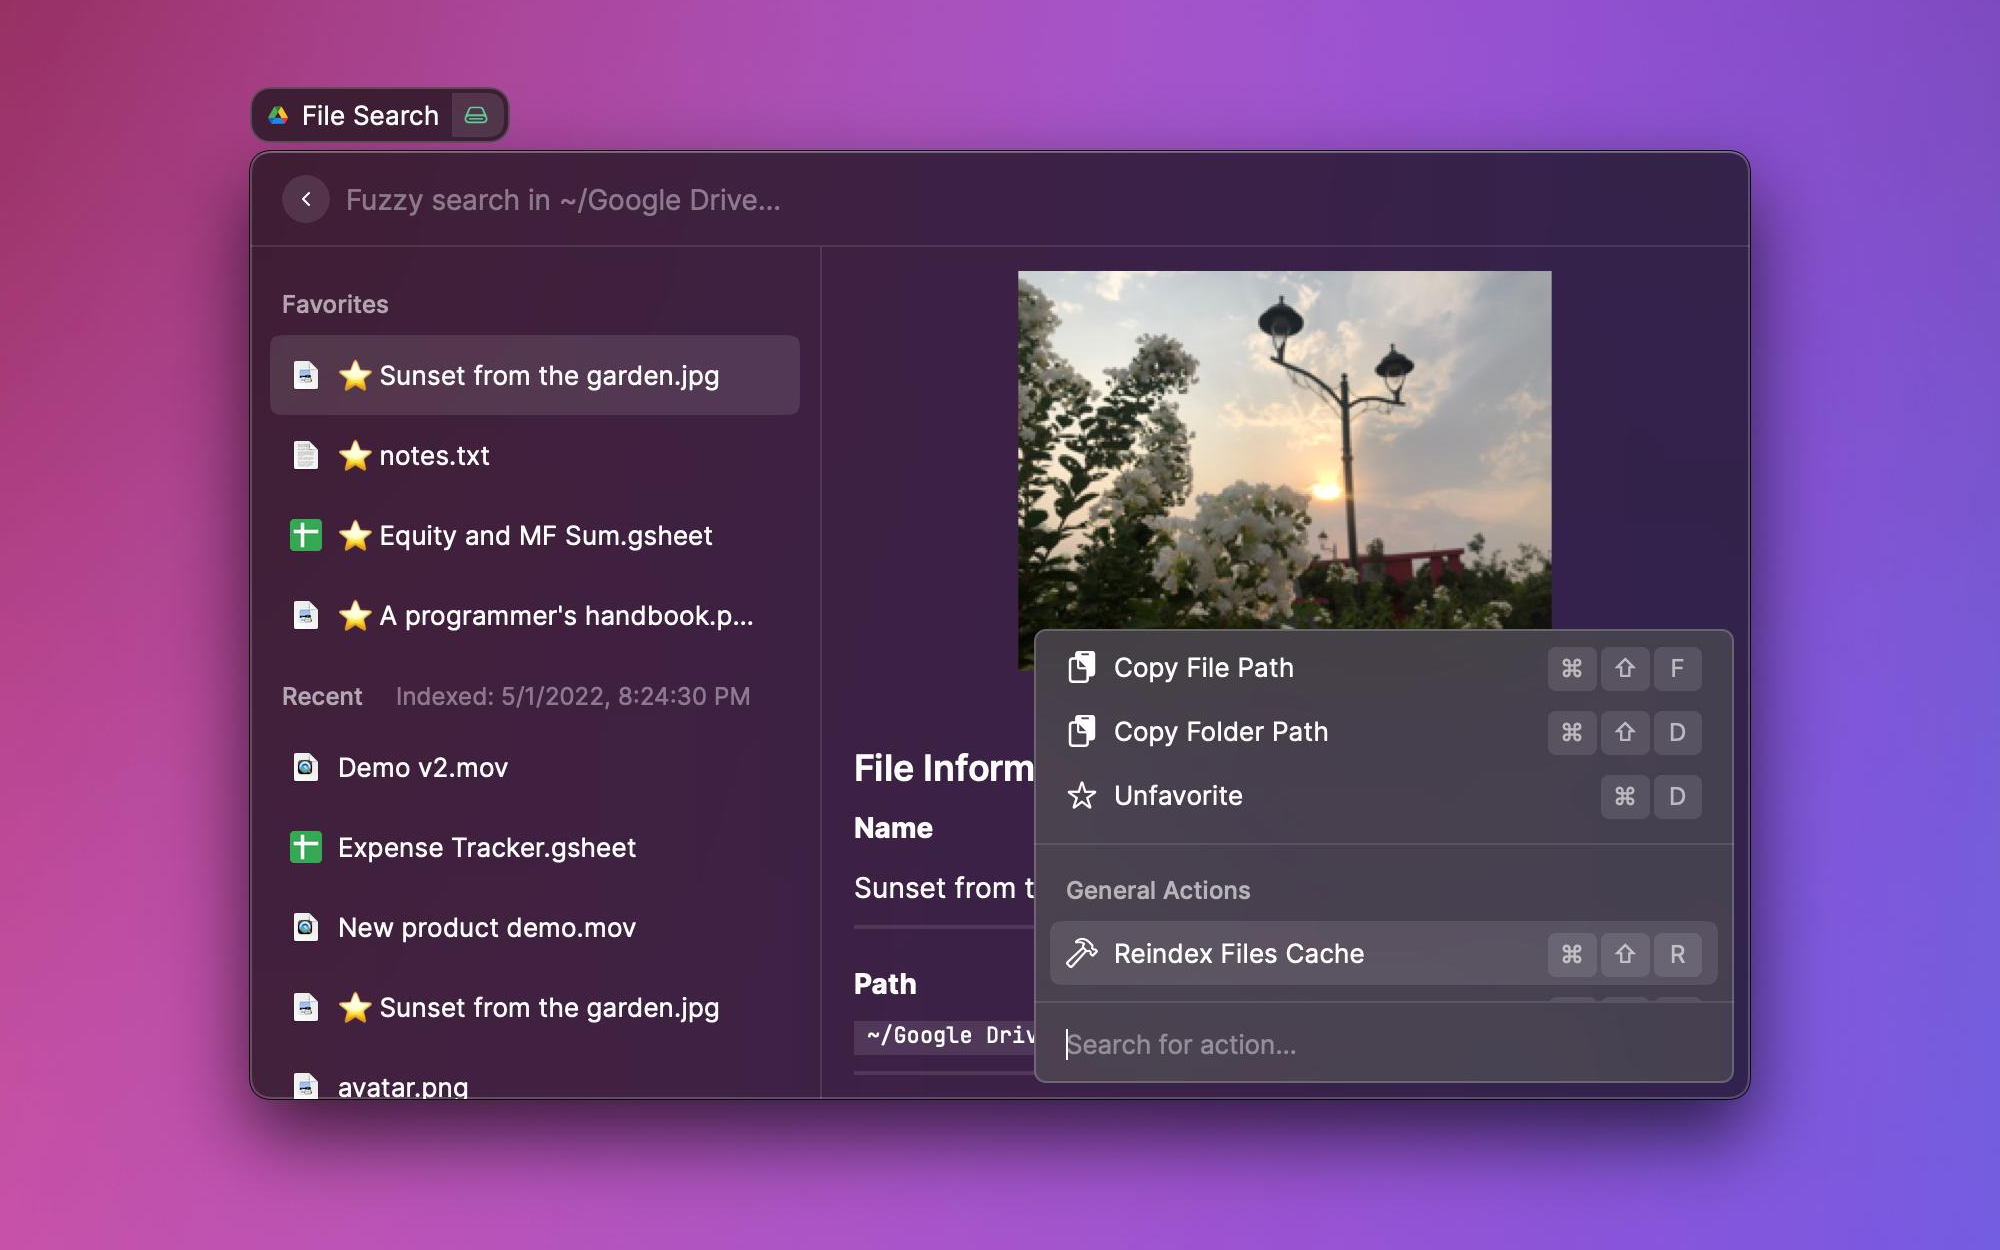 File Search
Fuzzy search in ~/Google Drive...
Favorites
Sunset from the garden.jpg
notes.txt
Equity and MF Sum.gsheet
A programmer's handbook.p...
Recent Indexed: 5/1/2022, 8:24:30 PM
Demo v2.mov
Expense Tracker.gsheet
New product demo.mov
Sunset from the garden.jpg
avatar.png
File Inform
Name
Sunset from t
Path
~/Google Driv
Copy File Path ⌘ ⇧ F
Copy Folder Path ⌘ ⇧ D
Unfavorite ⌘ D
General Actions
Reindex Files Cache ⌘ ⇧ R
Search for action...